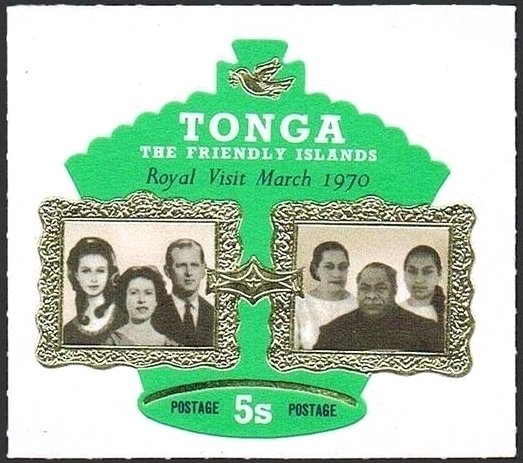 TONGA
THE FRIENDLY ISLANDS
Royal Visit March 1970
POSTAGE 5s POSTAGE